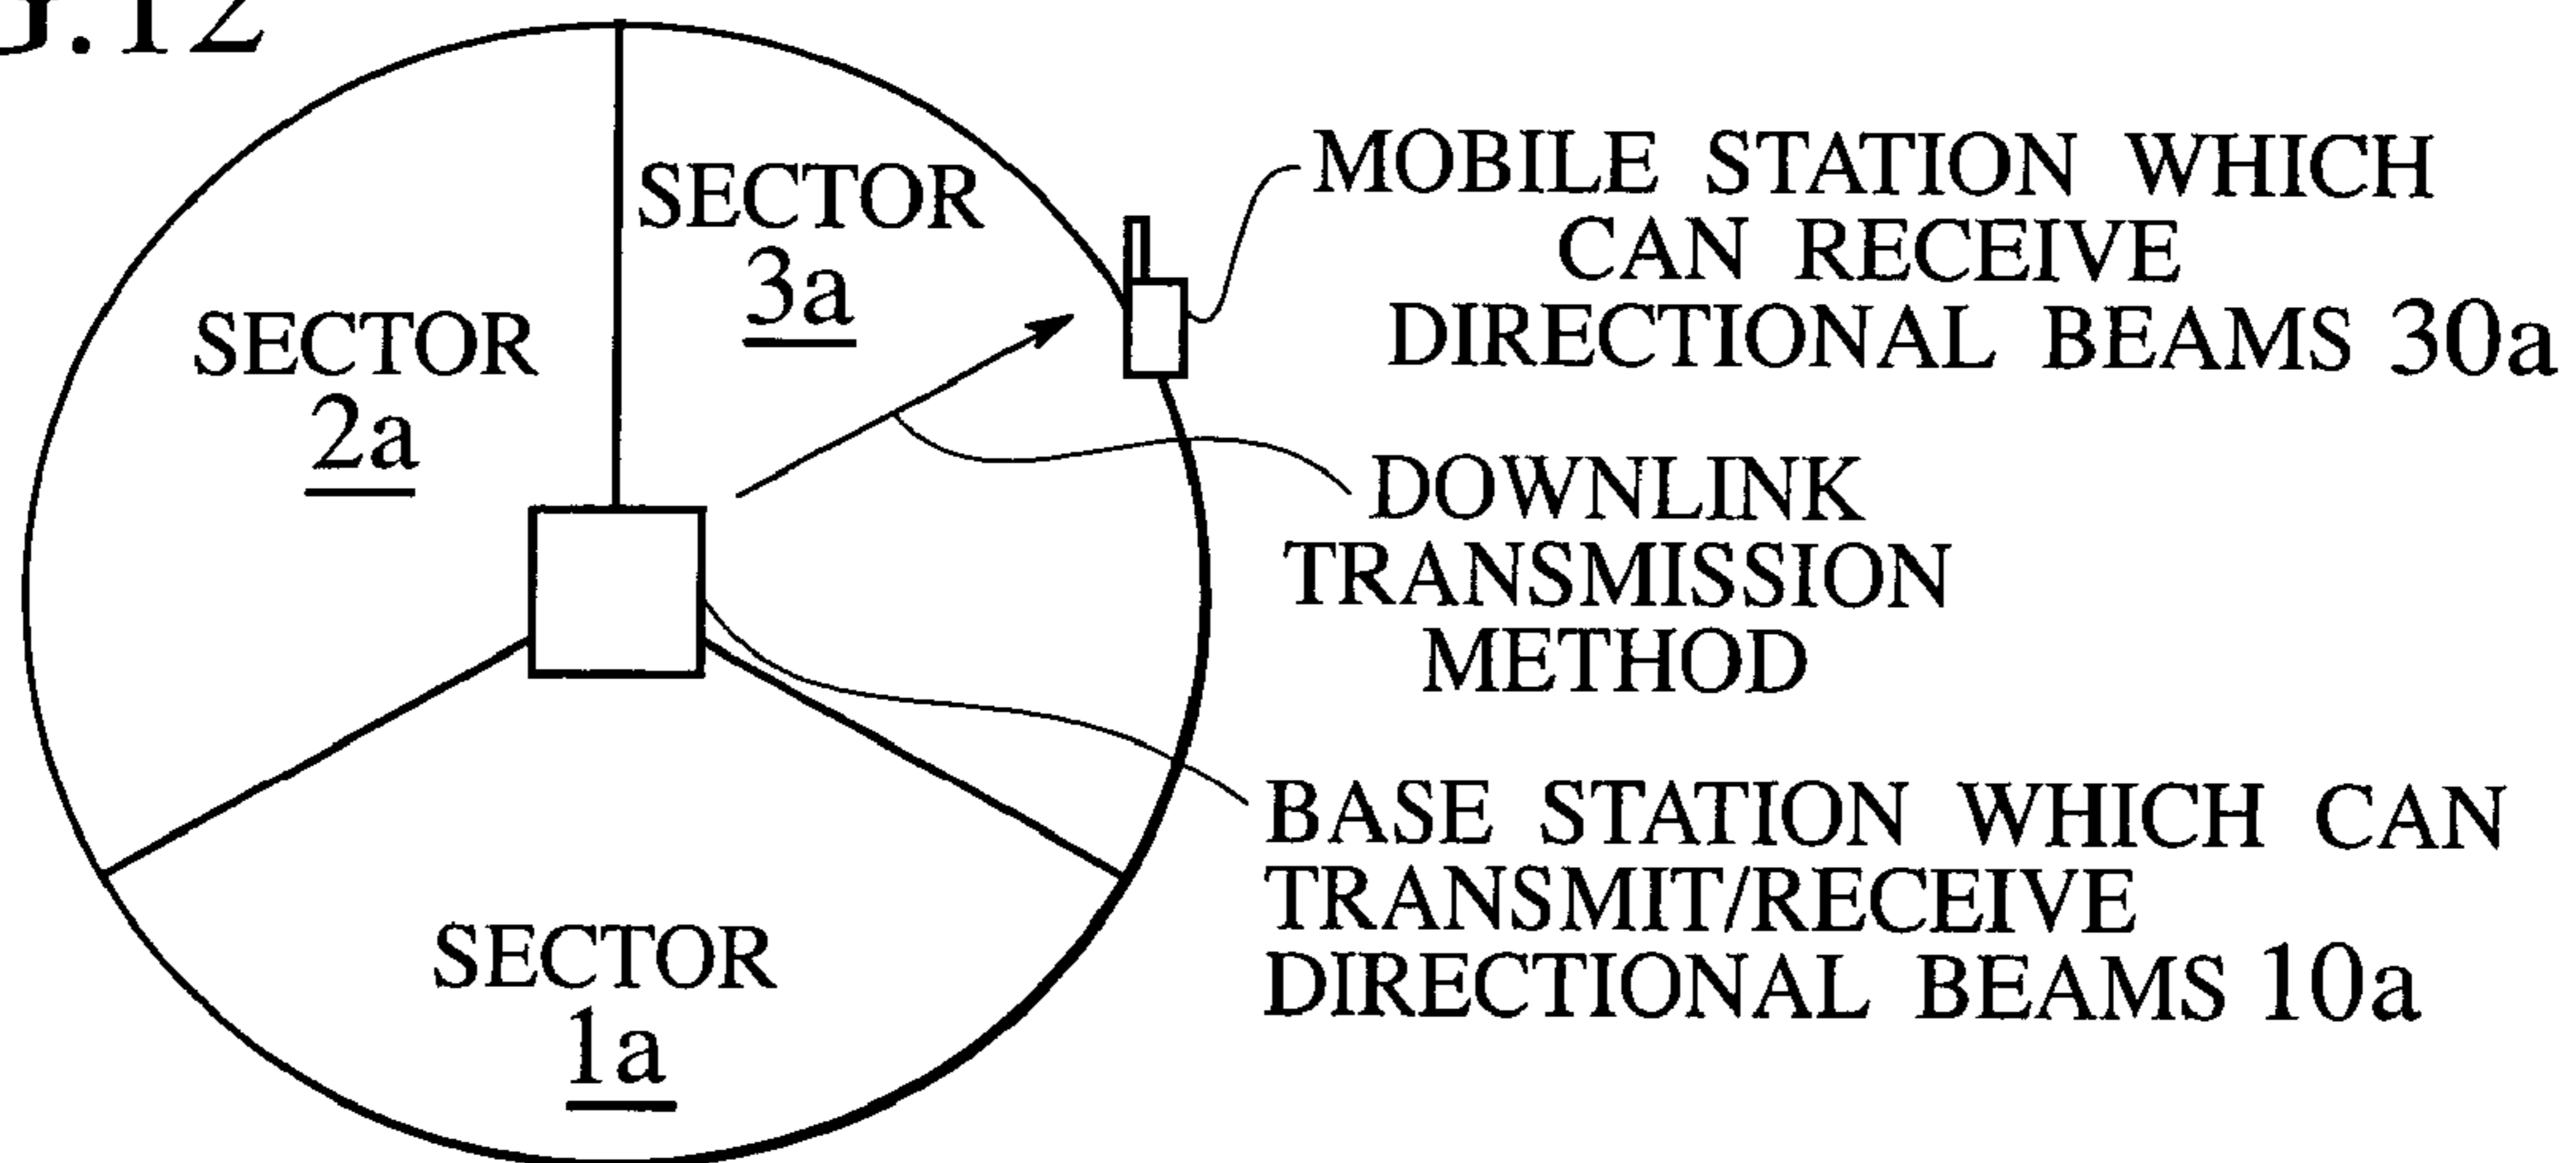 G.12
SECTOR
3a
SECTOR
2a
SECTOR
1a
MOBILE STATION WHICH
CAN RECEIVE
DIRECTIONAL BEAMS 30a
DOWNLINK
TRANSMISSION
METHOD
BASE STATION WHICH CAN
TRANSMIT/RECEIVE
DIRECTIONAL BEAMS 10a